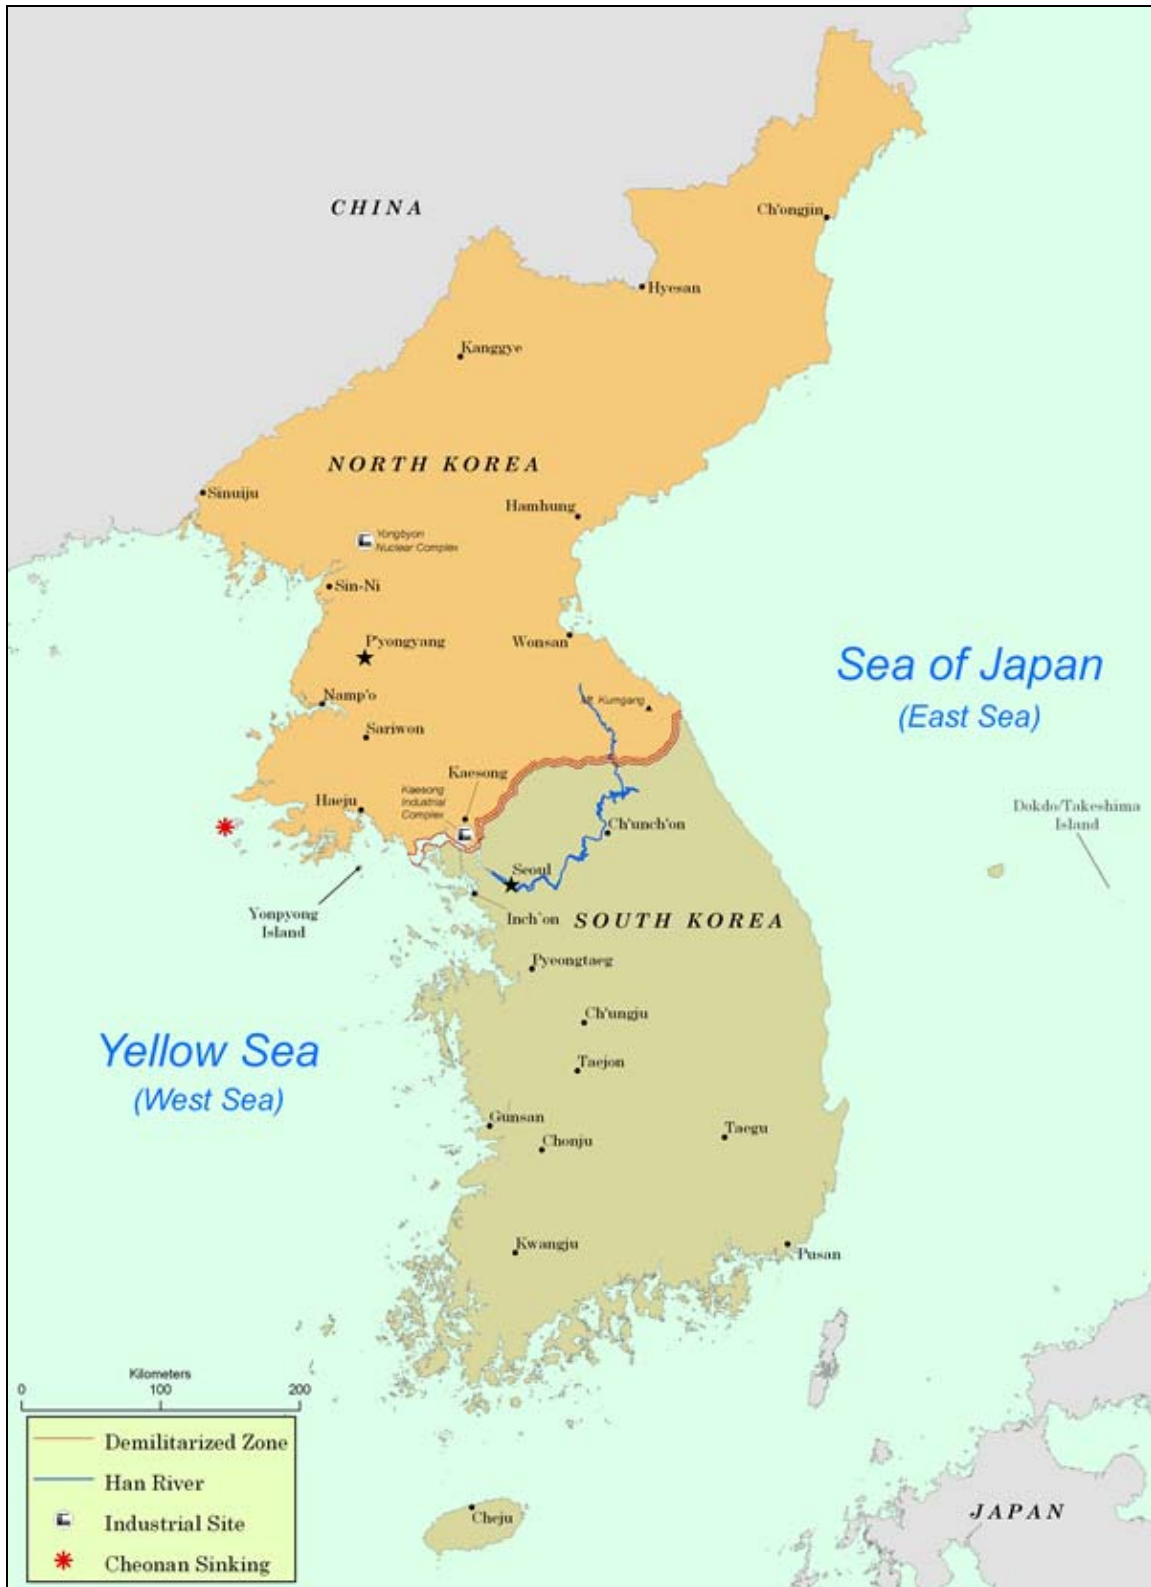 CHINA
Ch'ongjin
Hyesan
Kanggye
NORTH KOREA
Sinuiju
Hamhung
Yongbyon
Nuclear Complex
Sin-Ni
P'yongyang
Wonsan
Sea of Japan
(East Sea)
Namp'o
Mt. Kumgang
Sariwon
Kaesong
Kaesong
Industrial
Complex
Haeju
Dokdo/Takeshima
Island
Ch'unch'on
Seoul
Yonpyong
Island
Inch'on
SOUTH KOREA
Pyeongtaeg
Ch'ungju
Yellow Sea
(West Sea)
Taejon
Gunsan
Chonju
Taegu
Kwangju
Pusan
Kilometers
0 100 200
Demilitarized Zone
Han River
Industrial Site
Cheonan Sinking
Cheju
JAPAN